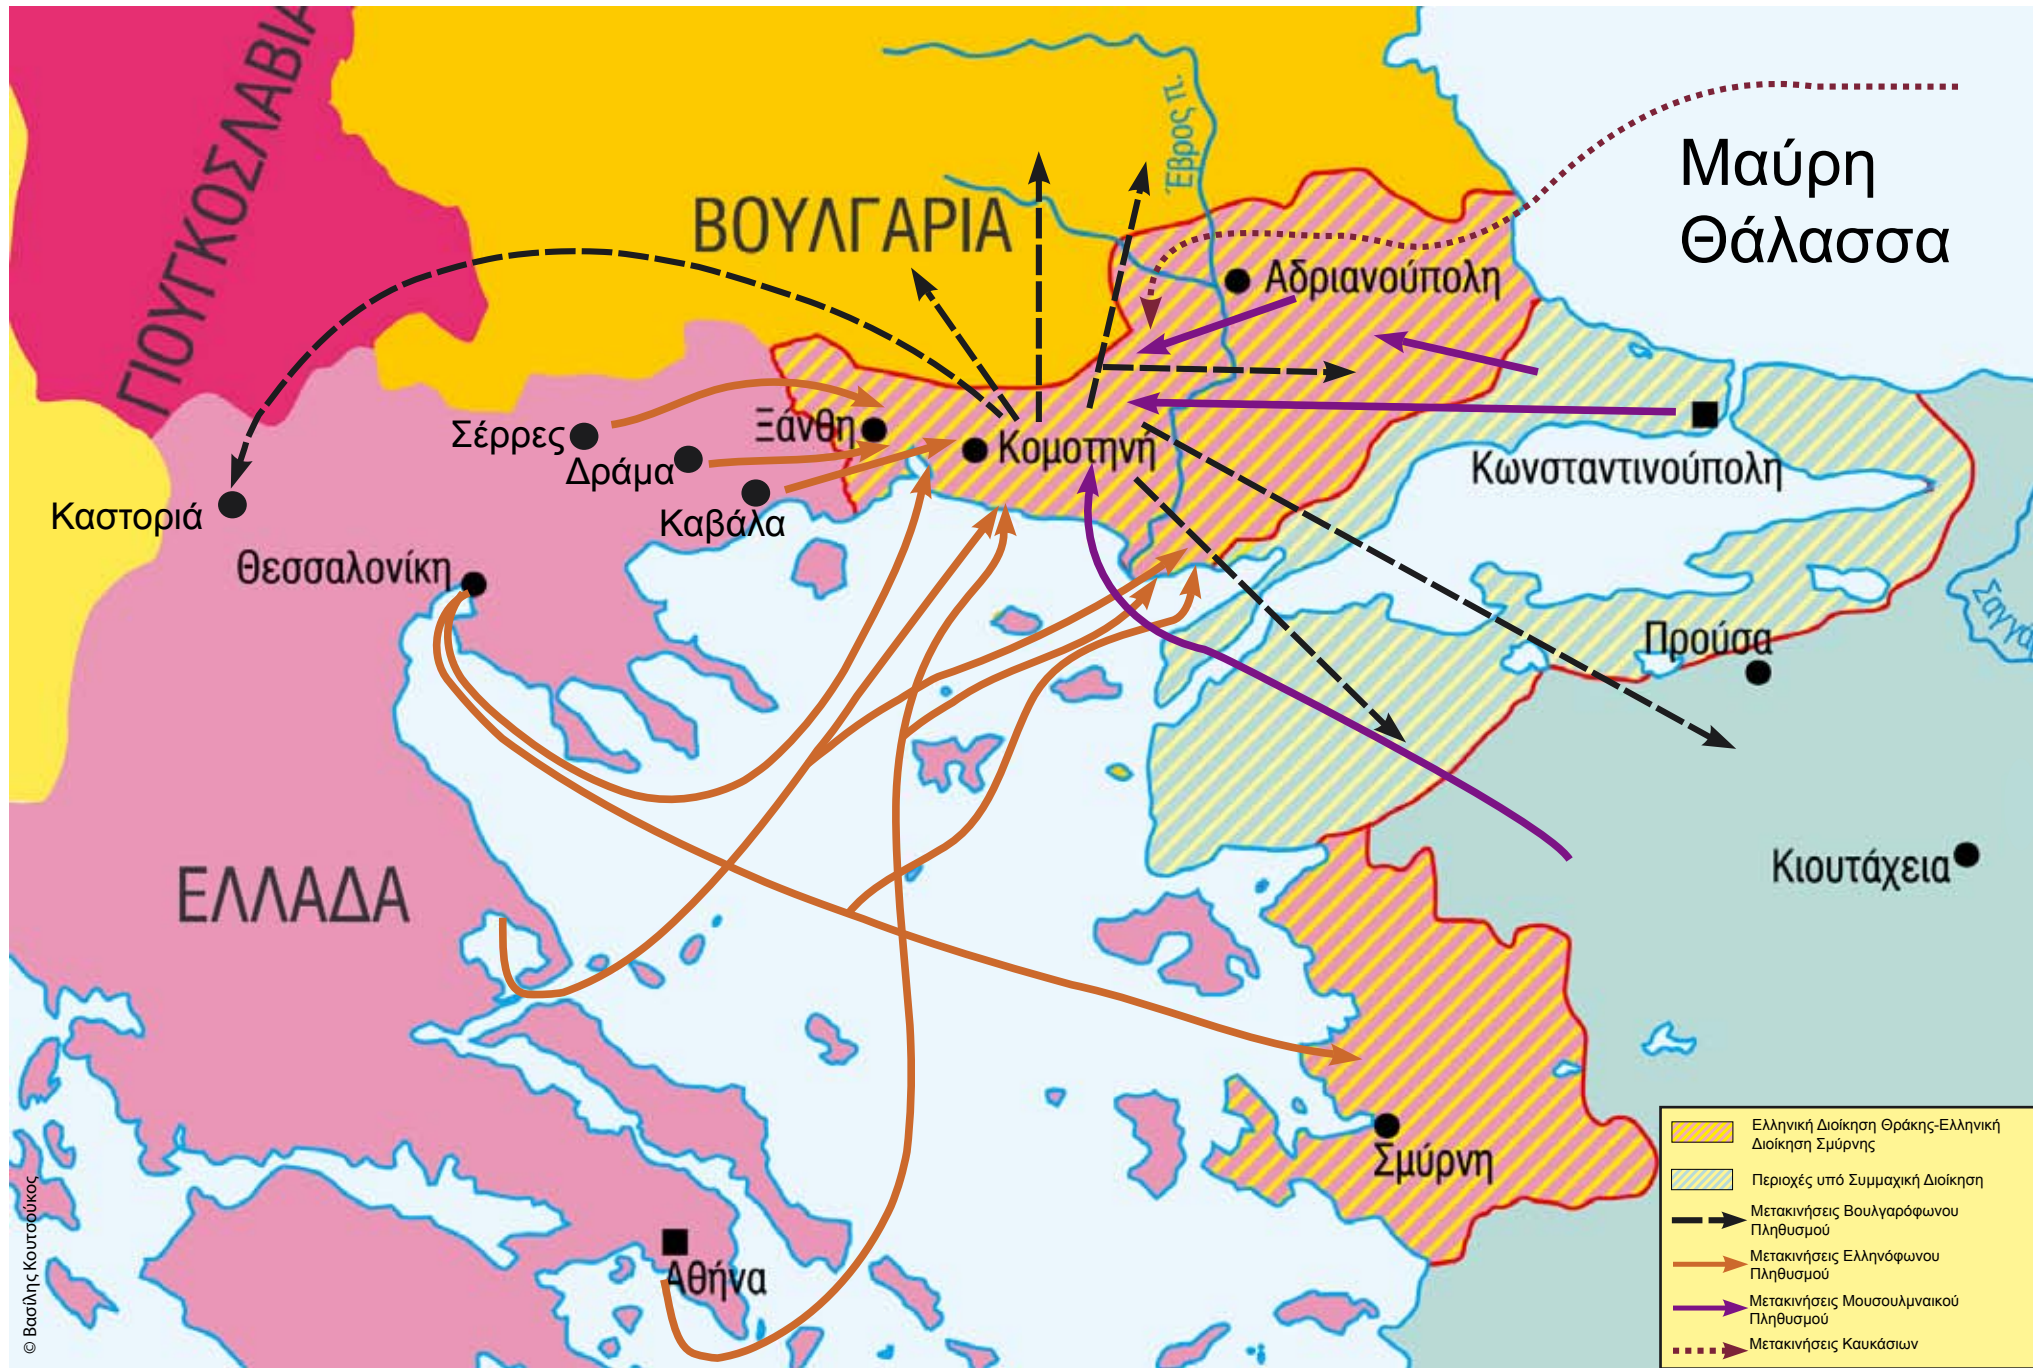 ΓΙΟΥΓΚΟΣΛΑΒΙΑ
ΒΟΥΛΓΑΡΙΑ
Έβρος π.
Μαύρη
Θάλασσα
Αδριανούπολη
Σέρρες
Ξάνθη
Κομοτηνή
Δράμα
Κωνσταντινούπολη
Καστοριά
Καβάλα
Θεσσαλονίκη
Προύσα
Κιουτάχεια
ΕΛΛΑΔΑ
Σμύρνη
Αθήνα
© Βασίλης Κουτσούκος
Ελληνική Διοίκηση Θράκης-Ελληνική
Διοίκηση Σμύρνης
Περιοχές υπό Συμμαχική Διοίκηση
Μετακινήσεις Βουλγαρόφωνου
Πληθυσμού
Μετακινήσεις Ελληνόφωνου
Πληθυσμού
Μετακινήσεις Μουσουλμναικού
Πληθυσμού
Μετακινήσεις Καυκάσιων